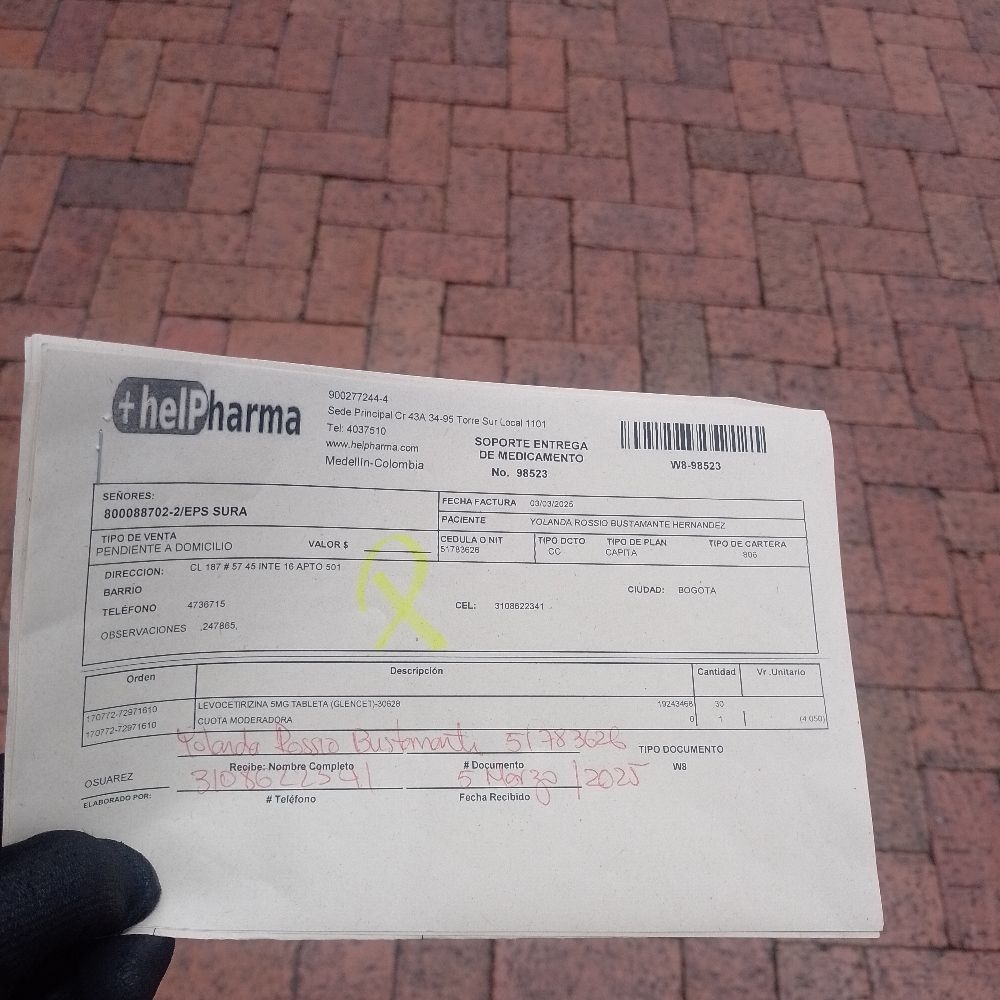 +helPharma
900277244-4
Sede Principal Cr 43A 34-95 Torre Sur Local 1101
Tel: 4037510
www.helpharma.com
Medellín-Colombia
SOPORTE ENTREGA
DE MEDICAMENTO
No. 98523
W8-98523
SEÑORES:
800088702-2/EPS SURA
FECHA FACTURA 03/03/2025
PACIENTE YOLANDA ROSSIO BUSTAMANTE HERNANDEZ
TIPO DE VENTA
PENDIENTE A DOMICILIO
VALOR $
CEDULA O NIT TIPO DCTO TIPO DE PLAN TIPO DE CARTERA
51783628 CC CAPITA 806
DIRECCION: CL 187 # 57 45 INTE 16 APTO 501
BARRIO
CIUDAD: BOGOTA
TELÉFONO 4736715
CEL: 3108622341
OBSERVACIONES ,247865,
Orden Descripción Cantidad Vr .Unitario
170772-72971610 LEVOCETIRIZINA 5MG TABLETA (GLENCET)-30628 19243466 30
170772-72971610 CUOTA MODERADORA 0 1 (4.050)
Yolanda Rossio Bustamante 51783628
Recibe: Nombre Completo # Documento
TIPO DOCUMENTO
W8
OSUAREZ
ELABORADO POR:
3108622341 5 Marzo/2025
# Teléfono Fecha Recibido